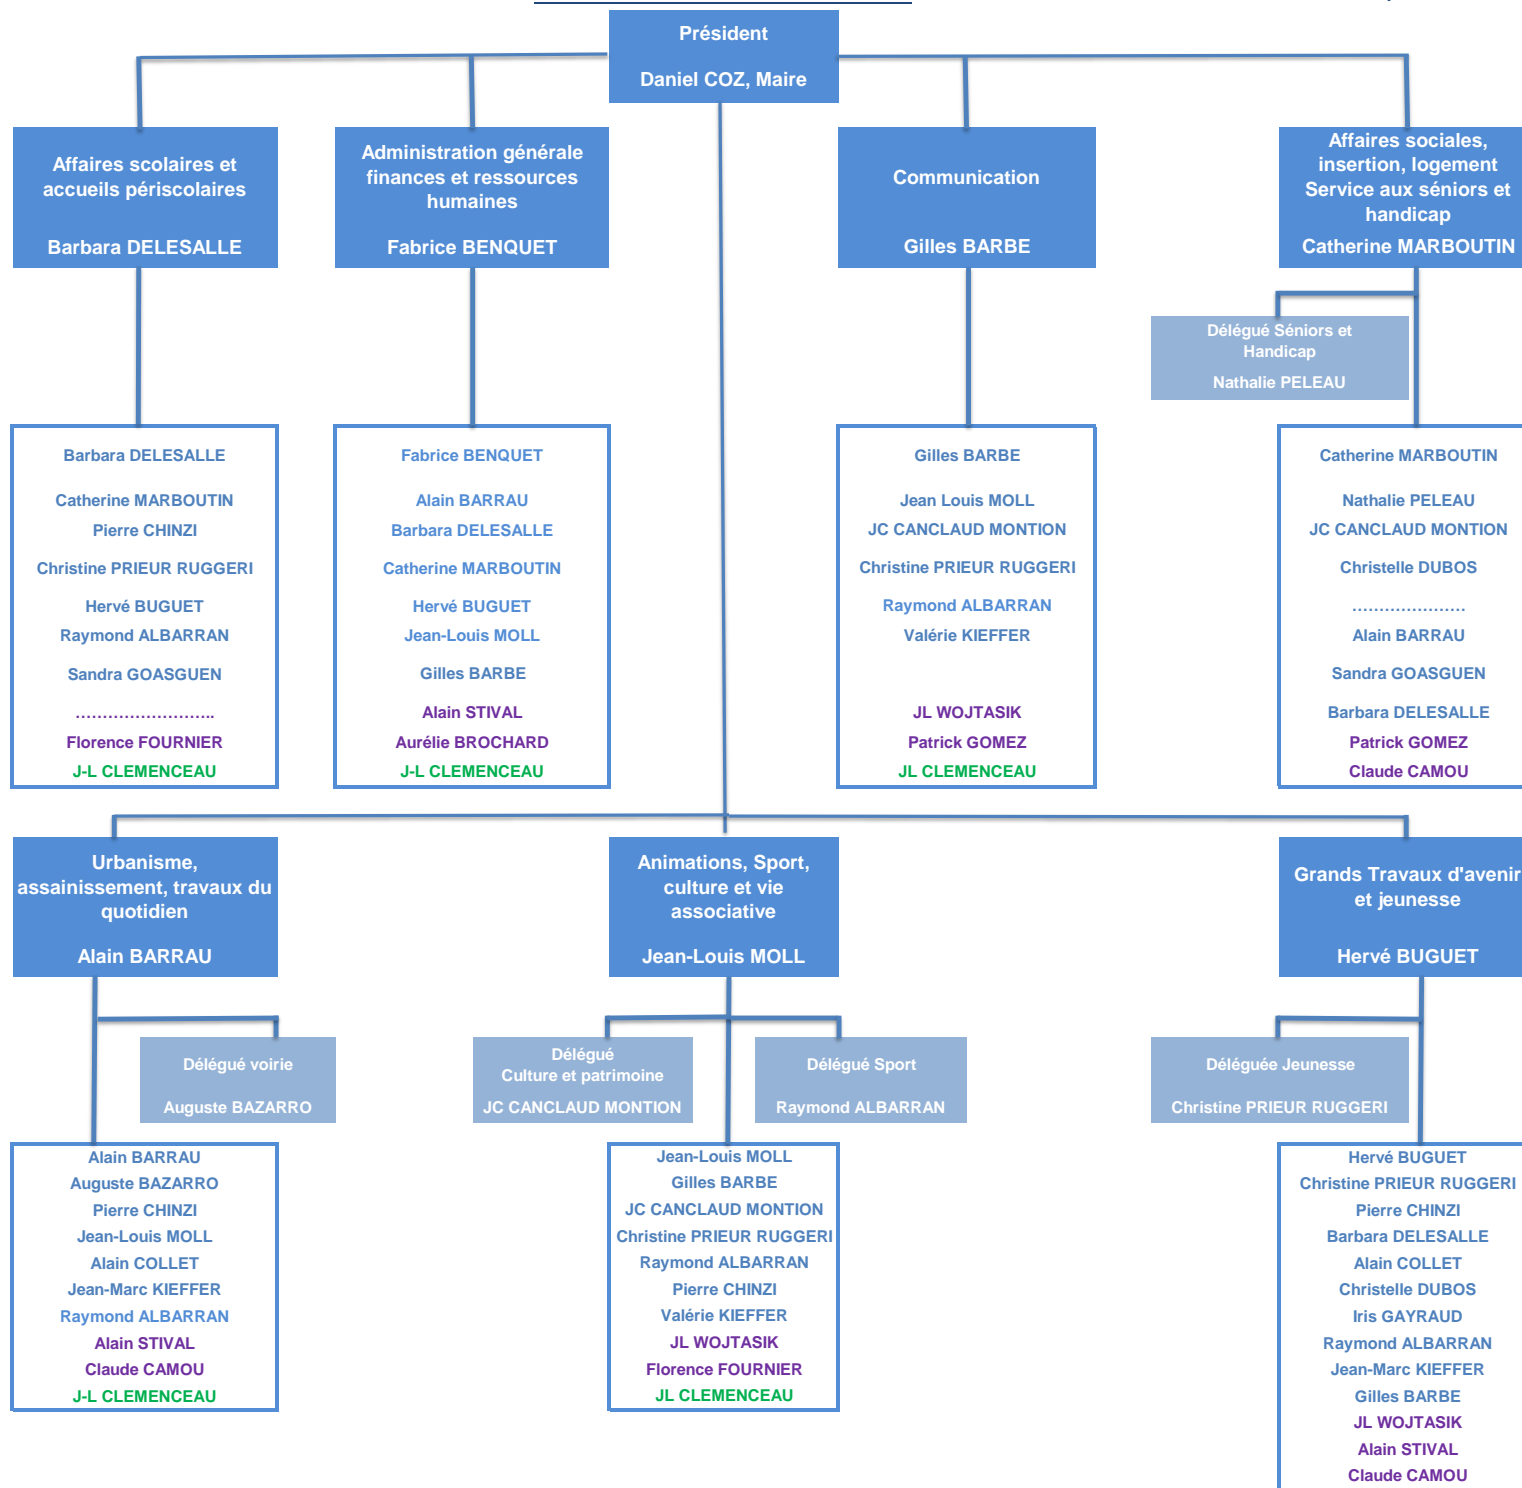 Président
Daniel COZ, Maire
Affaires scolaires et
accueils périscolaires
Barbara DELESALLE
Administration générale
finances et ressources
humaines
Fabrice BENQUET
Communication
Gilles BARBE
Affaires sociales,
insertion, logement
Service aux séniors et
handicap
Catherine MARBOUTIN
Délégué Séniors et
Handicap
Nathalie PELEAU
Barbara DELESALLE
Catherine MARBOUTIN
Pierre CHINZI
Christine PRIEUR RUGGERI
Hervé BUGUET
Raymond ALBARRAN
Sandra GOASGUEN
……………………..
Florence FOURNIER
J-L CLEMENCEAU
Fabrice BENQUET
Alain BARRAU
Barbara DELESALLE
Catherine MARBOUTIN
Hervé BUGUET
Jean-Louis MOLL
Gilles BARBE
Alain STIVAL
Aurélie BROCHARD
J-L CLEMENCEAU
Gilles BARBE
Jean Louis MOLL
JC CANCLAUD MONTION
Christine PRIEUR RUGGERI
Raymond ALBARRAN
Valérie KIEFFER
JL WOJTASIK
Patrick GOMEZ
JL CLEMENCEAU
Catherine MARBOUTIN
Nathalie PELEAU
JC CANCLAUD MONTION
Christelle DUBOS
…………………
Alain BARRAU
Sandra GOASGUEN
Barbara DELESALLE
Patrick GOMEZ
Claude CAMOU
Urbanisme,
assainissement, travaux du
quotidien
Alain BARRAU
Animations, Sport,
culture et vie
associative
Jean-Louis MOLL
Grands Travaux d'avenir
et jeunesse
Hervé BUGUET
Délégué voirie
Auguste BAZARRO
Délégué
Culture et patrimoine
JC CANCLAUD MONTION
Délégué Sport
Raymond ALBARRAN
Déléguée Jeunesse
Christine PRIEUR RUGGERI
Alain BARRAU
Auguste BAZARRO
Pierre CHINZI
Jean-Louis MOLL
Alain COLLET
Jean-Marc KIEFFER
Raymond ALBARRAN
Alain STIVAL
Claude CAMOU
J-L CLEMENCEAU
Jean-Louis MOLL
Gilles BARBE
JC CANCLAUD MONTION
Christine PRIEUR RUGGERI
Raymond ALBARRAN
Pierre CHINZI
Valérie KIEFFER
JL WOJTASIK
Florence FOURNIER
JL CLEMENCEAU
Hervé BUGUET
Christine PRIEUR RUGGERI
Pierre CHINZI
Barbara DELESALLE
Alain COLLET
Christelle DUBOS
Iris GAYRAUD
Raymond ALBARRAN
Jean-Marc KIEFFER
Gilles BARBE
JL WOJTASIK
Alain STIVAL
Claude CAMOU